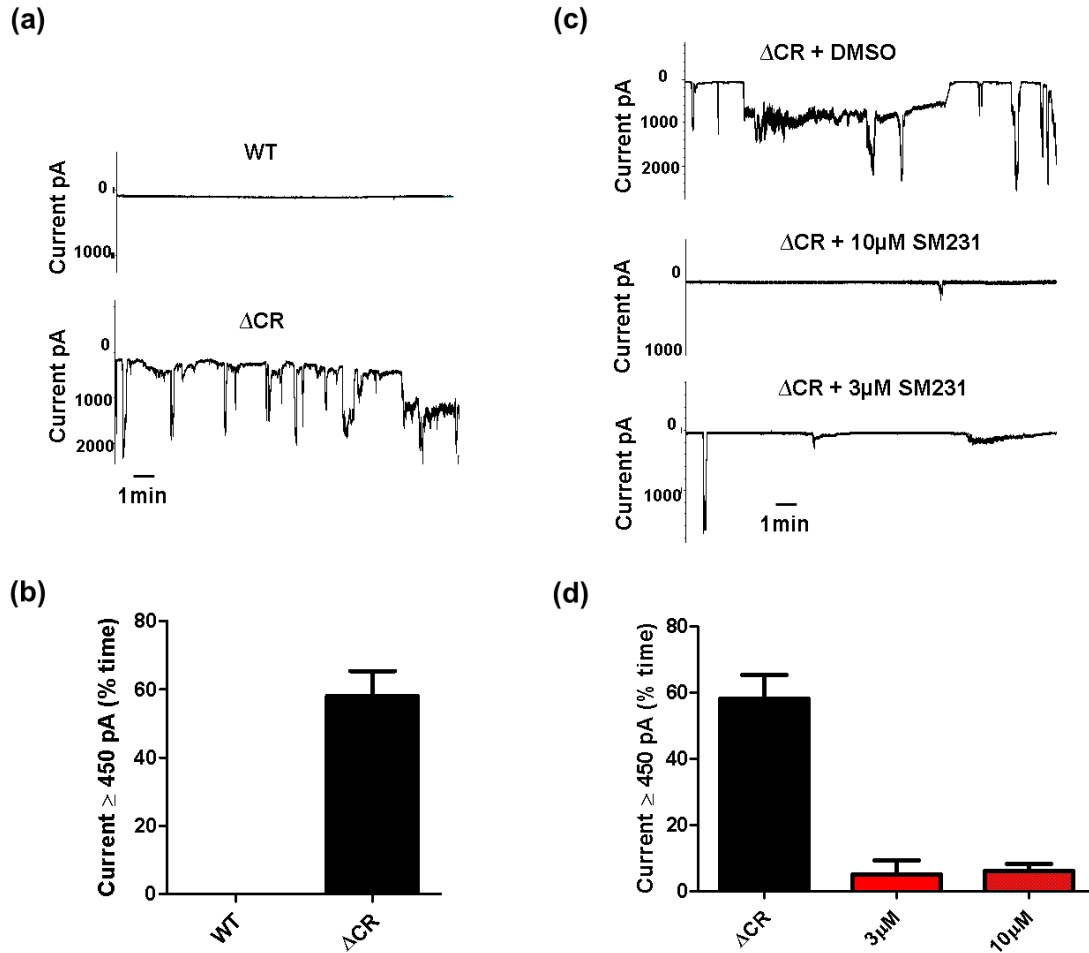 (a)
WT
Current pA
0
1000
ΔCR
Current pA
0
1000
2000
1min
(b)
Current ≥ 450 pA (% time)
80
60
40
20
0
WT
ΔCR
(c)
ΔCR + DMSO
Current pA
0
1000
2000
ΔCR + 10µM SM231
Current pA
0
1000
ΔCR + 3µM SM231
Current pA
0
1000
1min
(d)
Current ≥ 450 pA (% time)
80
60
40
20
0
ΔCR
3µM
10µM